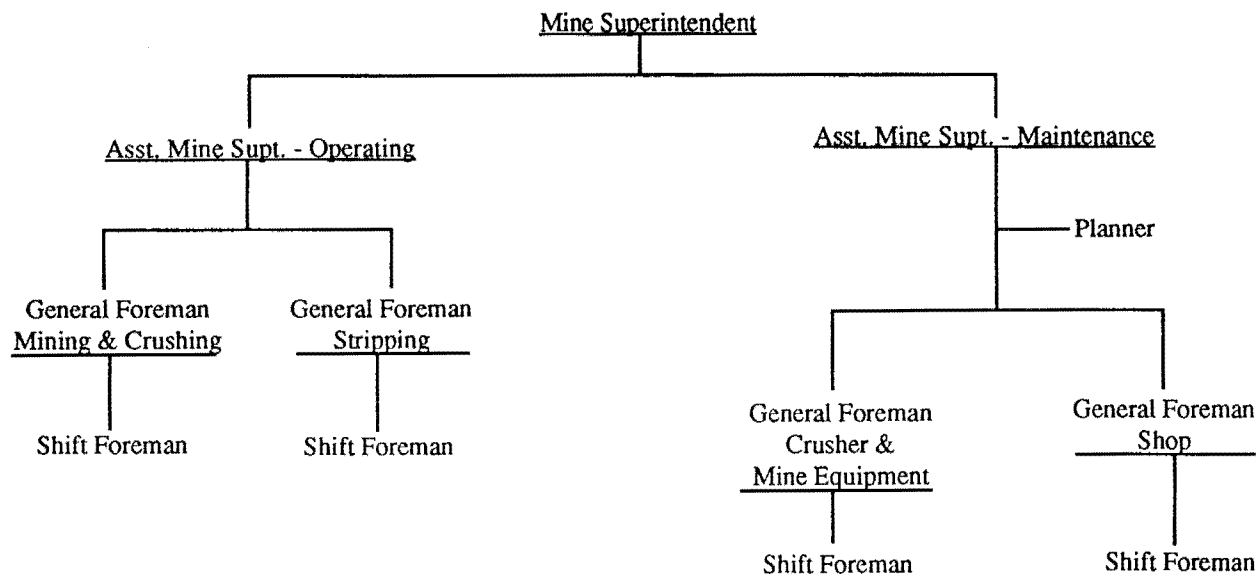 Mine Superintendent
Asst. Mine Supt. - Operating
Asst. Mine Supt. - Maintenance
Planner
General Foreman
Mining & Crushing
General Foreman
Stripping
General Foreman
Crusher &
Mine Equipment
General Foreman
Shop
Shift Foreman
Shift Foreman
Shift Foreman
Shift Foreman